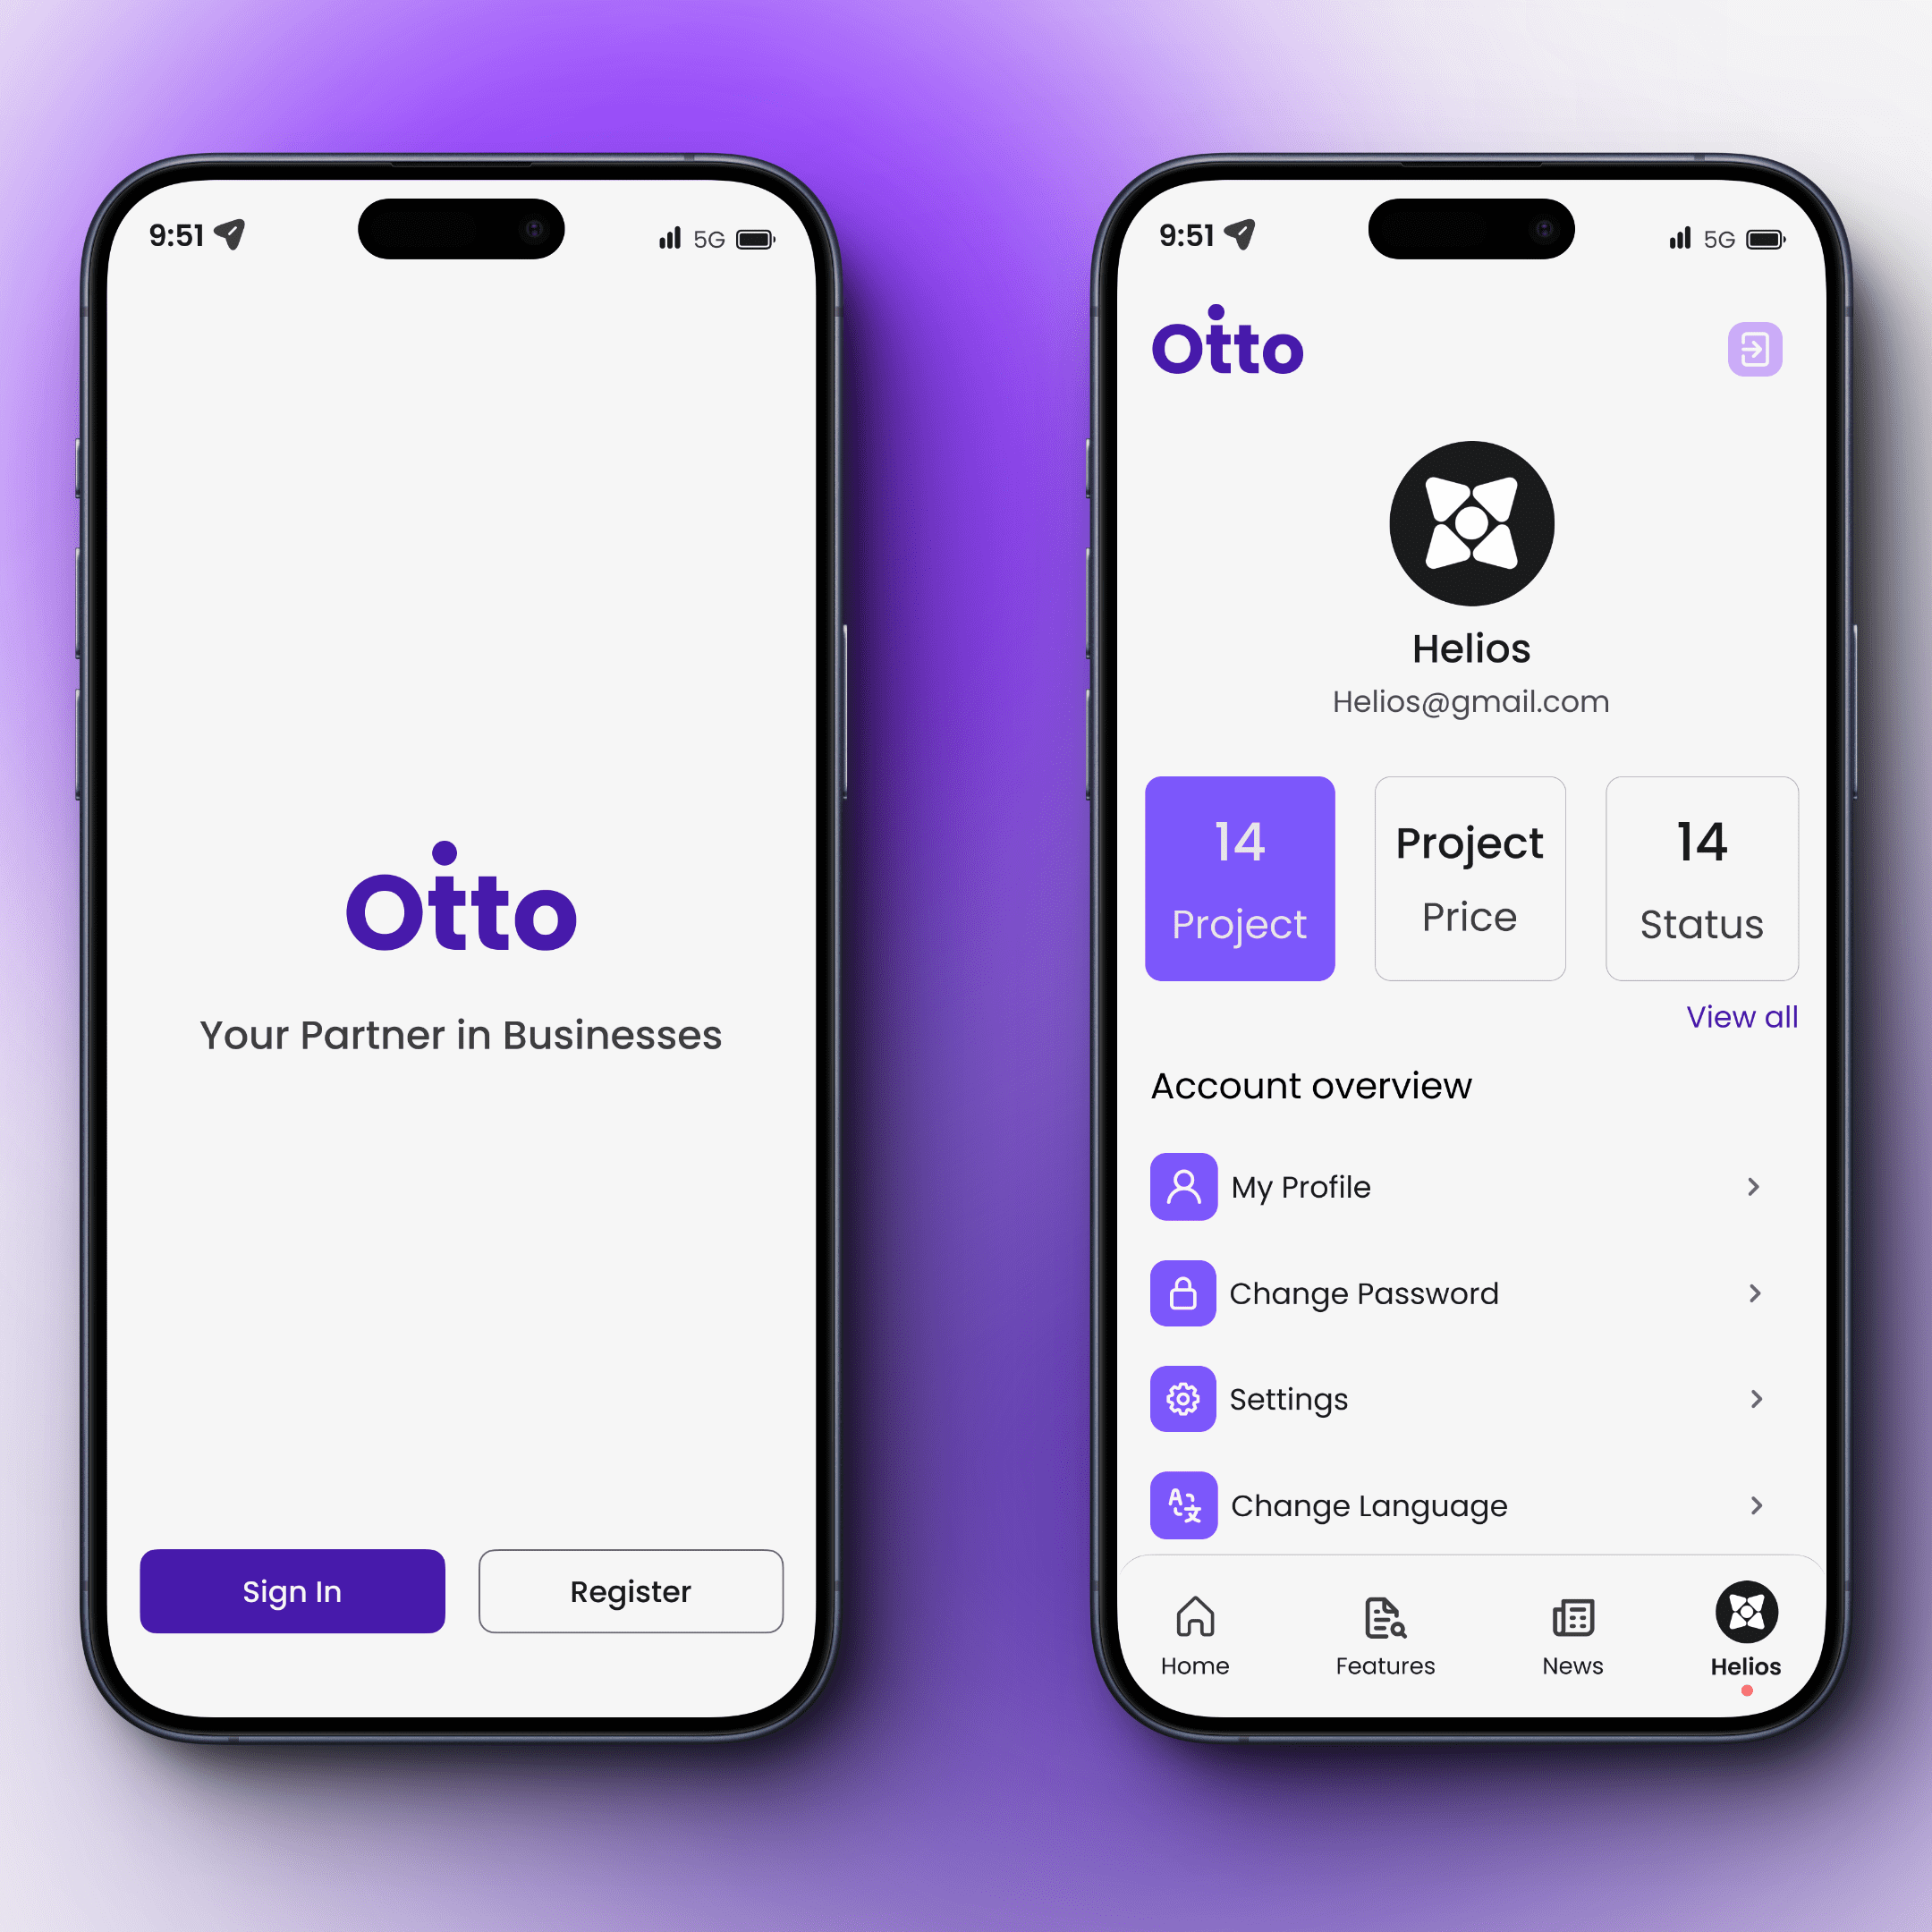 9:51
5G
Otto
Your Partner in Businesses
Sign In
Register
9:51
5G
Otto
Helios
Helios@gmail.com
14
Project
Project
Price
14
Status
View all
Account overview
My Profile
Change Password
Settings
A文
Change Language
Home
Features
News
Helios